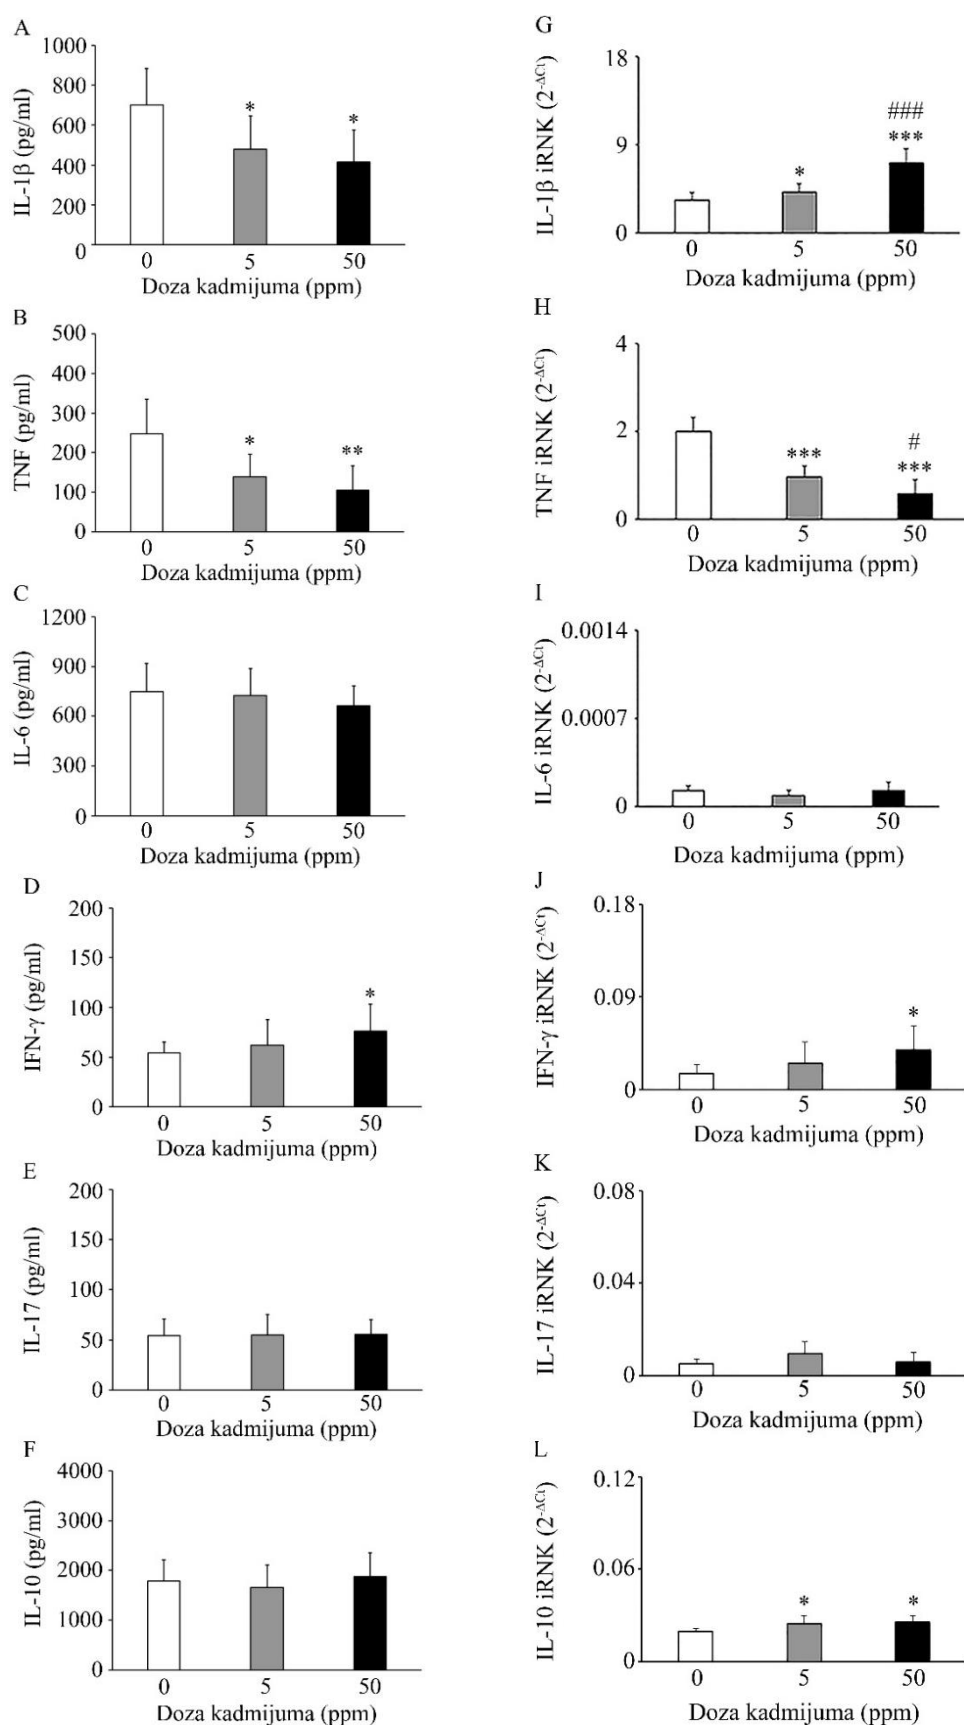 A
1000
800
600
400
200
0
IL-1β (pg/ml)
*
*
0 5 50
Doza kadmijuma (ppm)
B
500
400
300
200
100
0
TNF (pg/ml)
*
**
0 5 50
Doza kadmijuma (ppm)
C
1200
900
600
300
0
IL-6 (pg/ml)
0 5 50
Doza kadmijuma (ppm)
D
200
150
100
50
0
IFN-γ (pg/ml)
*
0 5 50
Doza kadmijuma (ppm)
E
200
150
100
50
0
IL-17 (pg/ml)
0 5 50
Doza kadmijuma (ppm)
F
4000
3000
2000
1000
0
IL-10 (pg/ml)
0 5 50
Doza kadmijuma (ppm)
G
18
9
0
IL-1β iRNK (2-ΔCt)
*
###
***
0 5 50
Doza kadmijuma (ppm)
H
4
2
0
TNF iRNK (2-ΔCt)
***
#
***
0 5 50
Doza kadmijuma (ppm)
I
0.0014
0.0007
0
IL-6 iRNK (2-ΔCt)
0 5 50
Doza kadmijuma (ppm)
J
0.18
0.09
0
IFN-γ iRNK (2-ΔCt)
*
0 5 50
Doza kadmijuma (ppm)
K
0.08
0.04
0
IL-17 iRNK (2-ΔCt)
0 5 50
Doza kadmijuma (ppm)
L
0.12
0.06
0
IL-10 iRNK (2-ΔCt)
*
*
0 5 50
Doza kadmijuma (ppm)